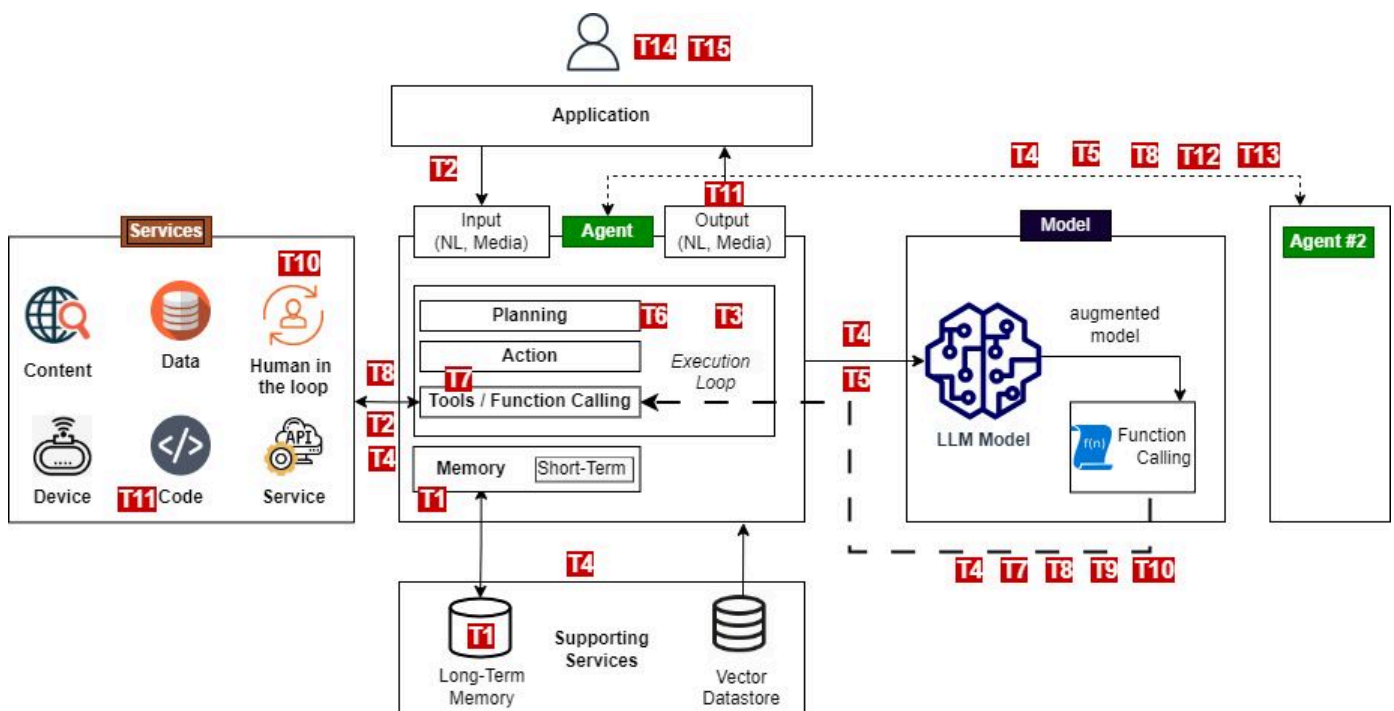 T14 T15
Application
T2
T4 T5 T8 T12 T13
T11
Services
Input
(NL, Media)
Agent
Output
(NL, Media)
Model
Agent #2
T10
Content
Data
Human in
the loop
Device
T11
Code
API
Service
T8
T2
T4
Planning
T6
T3
Action
Execution
Loop
T7
Tools / Function Calling
Memory
Short-Term
T1
T4
T5
augmented
model
LLM Model
f(n)
Function
Calling
T4 T7 T8 T9 T10
T4
T1
Long-Term
Memory
Supporting
Services
Vector
Datastore